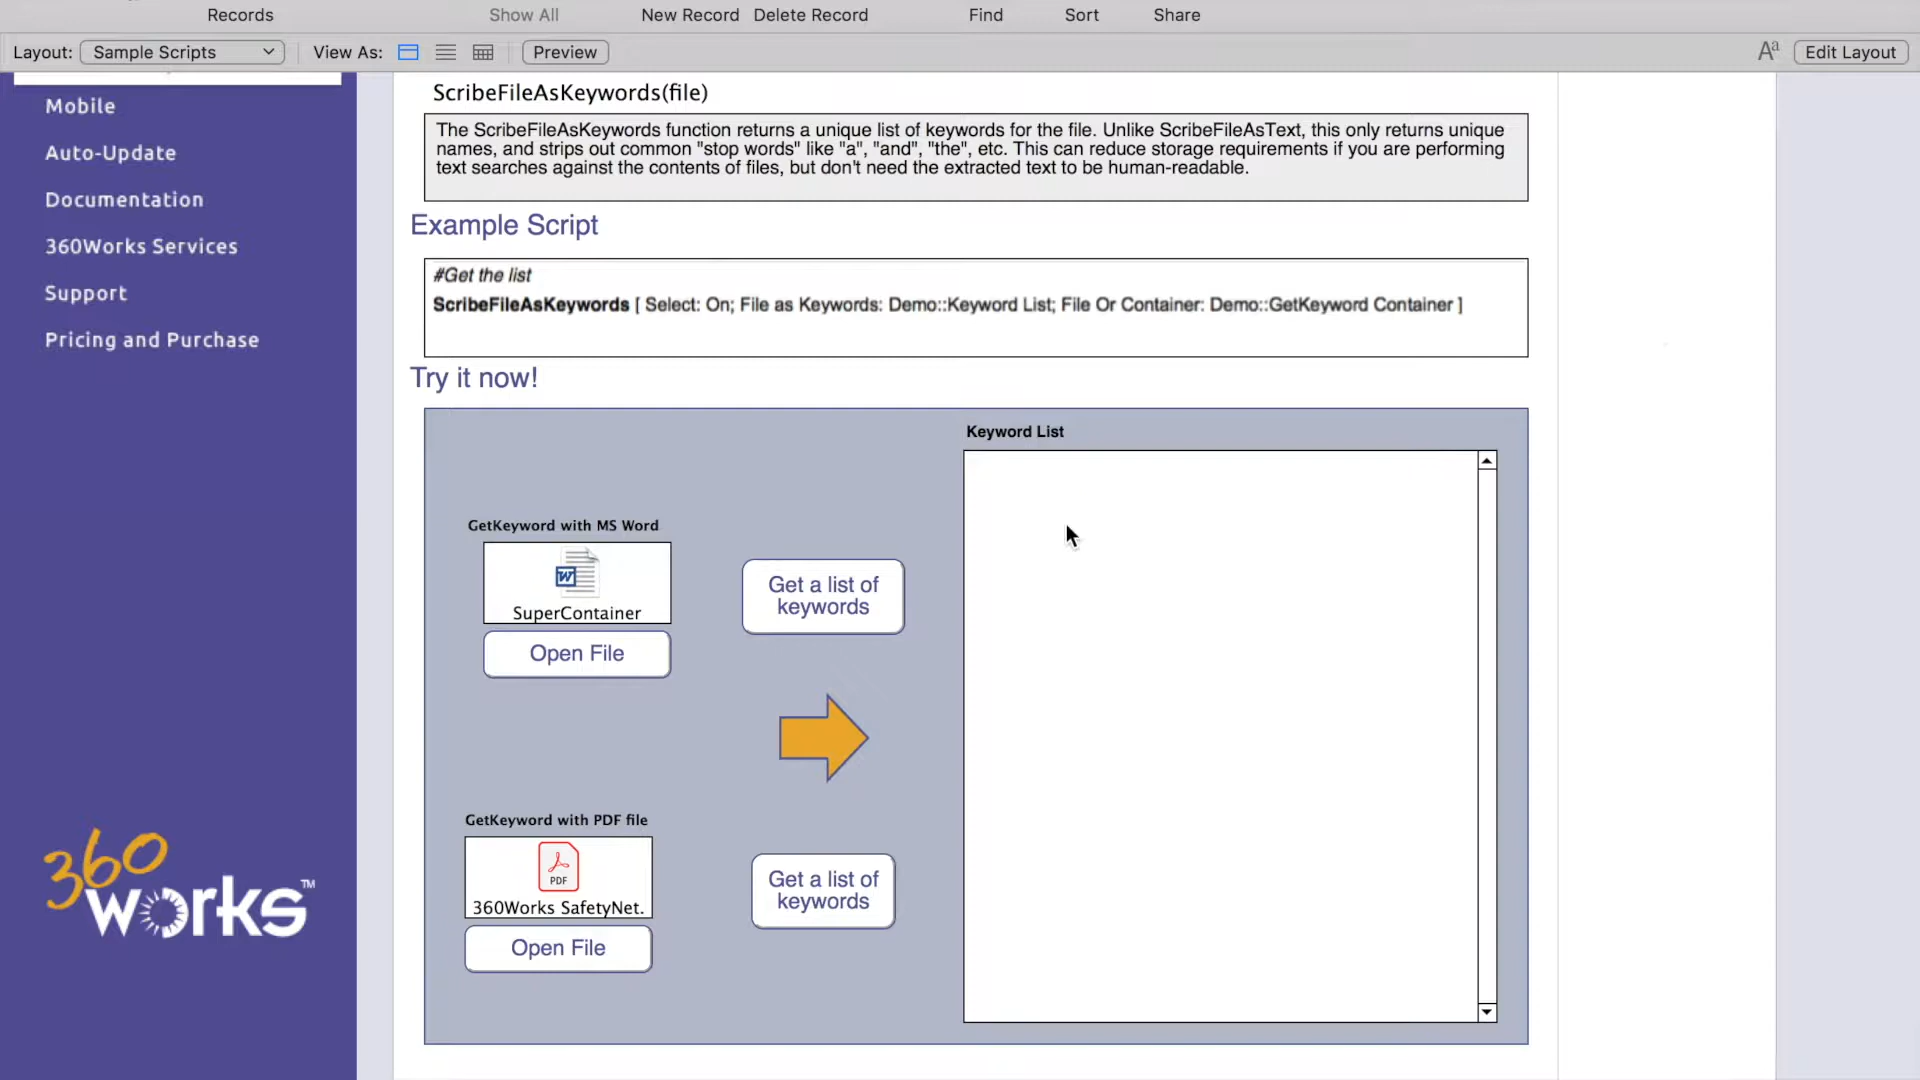 Records Show All New Record Delete Record Find Sort Share
Layout: Sample Scripts View As: Preview Aa Edit Layout
Mobile
Auto-Update
Documentation
360Works Services
Support
Pricing and Purchase
360
works™
ScribeFileAsKeywords(file)
The ScribeFileAsKeywords function returns a unique list of keywords for the file. Unlike ScribeFileAsText, this only returns unique
names, and strips out common "stop words" like "a", "and", "the", etc. This can reduce storage requirements if you are performing
text searches against the contents of files, but don't need the extracted text to be human-readable.
Example Script
#Get the list
ScribeFileAsKeywords [ Select: On; File as Keywords: Demo::Keyword List; File Or Container: Demo::GetKeyword Container ]
Try it now!
Keyword List
GetKeyword with MS Word
W
SuperContainer
Open File
Get a list of
keywords
GetKeyword with PDF file
PDF
360Works SafetyNet.
Open File
Get a list of
keywords